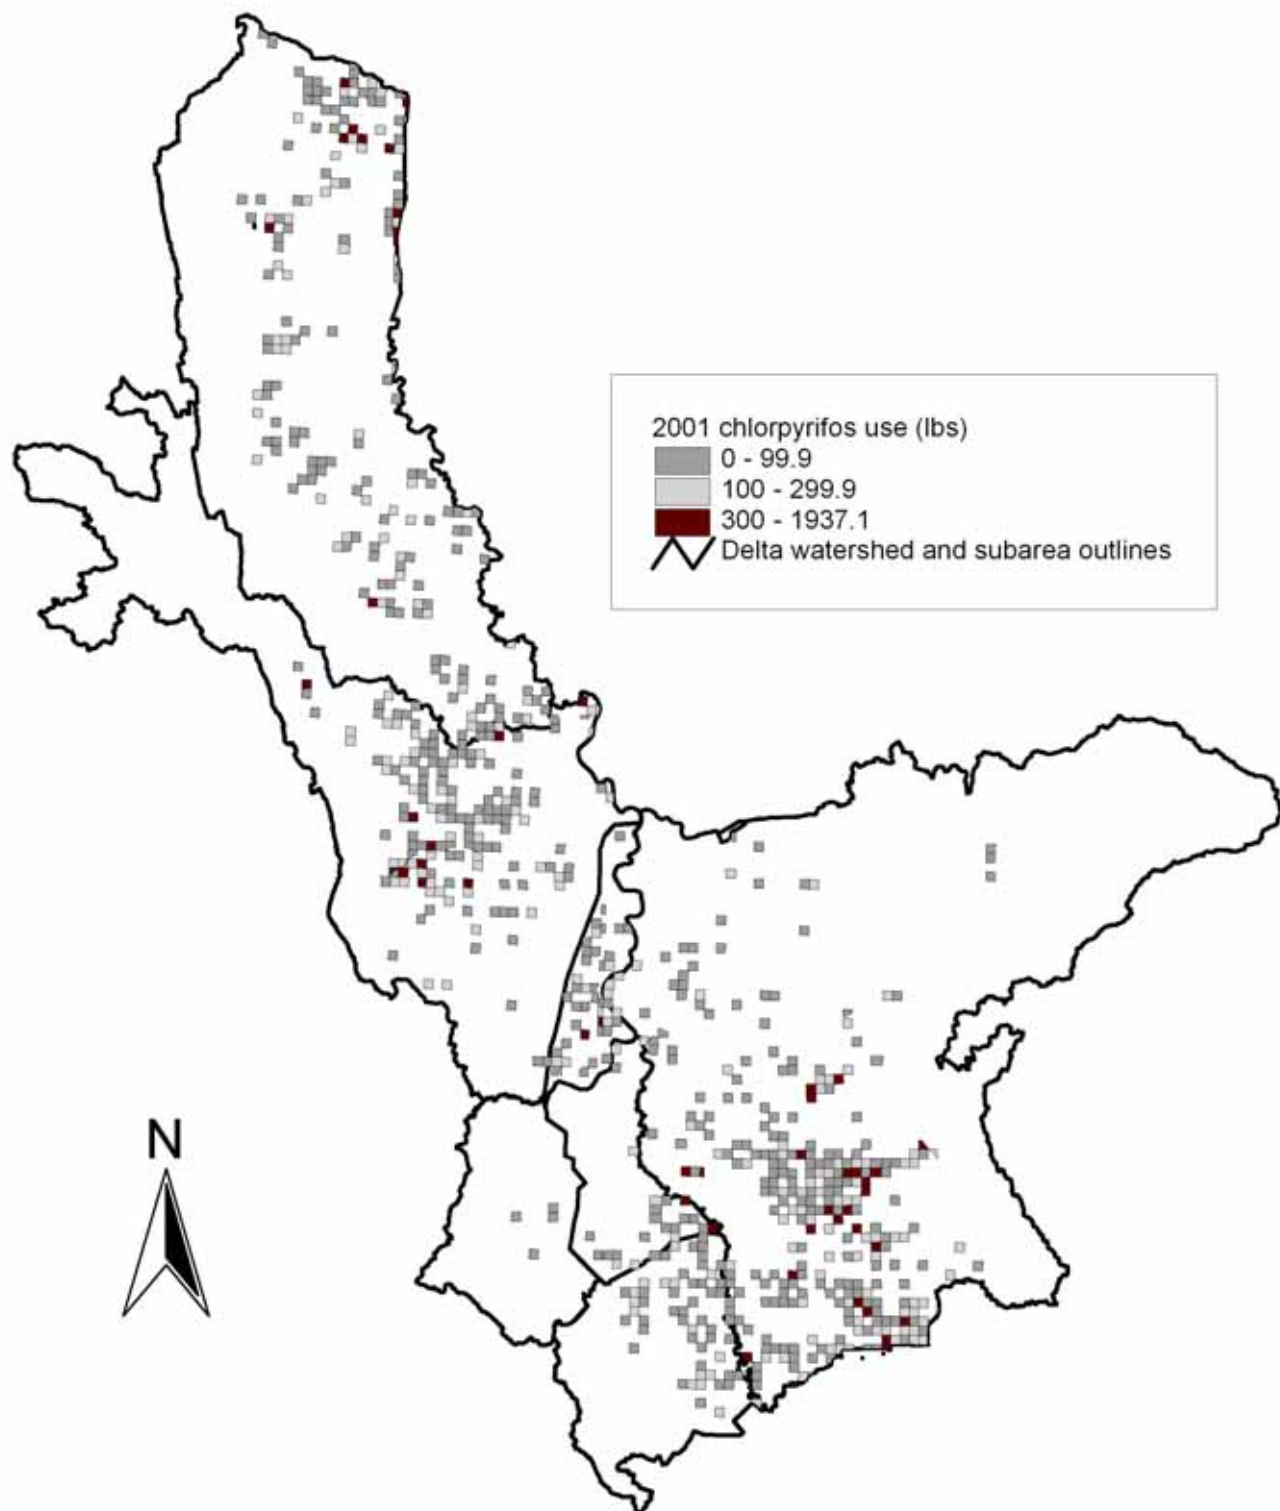 2001 chlorpyrifos use (lbs)
0 - 99.9
100 - 299.9
300 - 1937.1
Delta watershed and subarea outlines
N